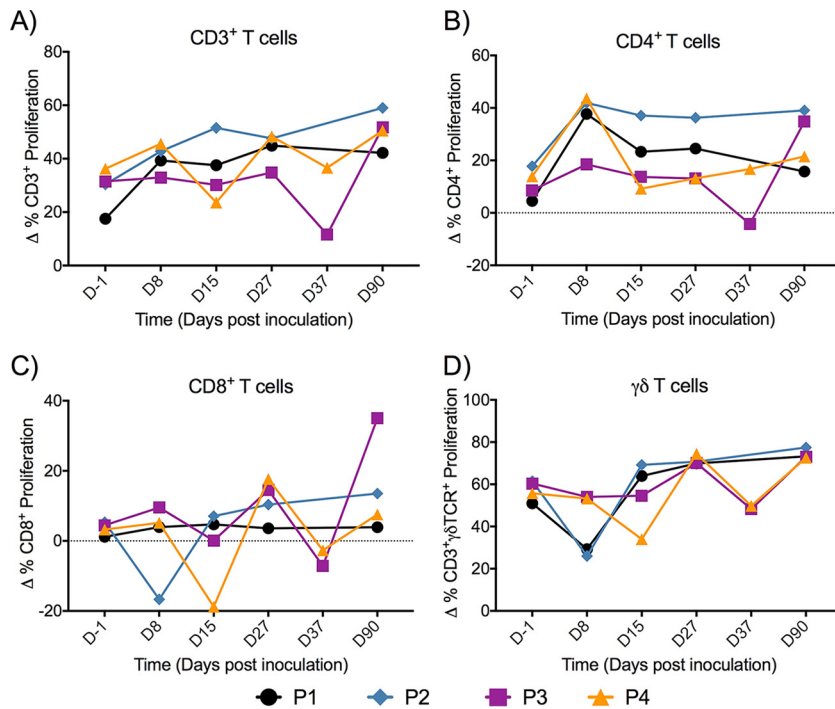 A)
CD3⁺ T cells
80
60
40
20
0
Δ % CD3⁺ Proliferation
D-1
D8
D15
D27
D37
D90
Time (Days post inoculation)
B)
CD4⁺ T cells
60
40
20
0
-20
Δ % CD4⁺ Proliferation
D-1
D8
D15
D27
D37
D90
Time (Days post inoculation)
C)
CD8⁺ T cells
40
20
0
-20
Δ % CD8⁺ Proliferation
D-1
D8
D15
D27
D37
D90
Time (Days post inoculation)
D)
γδ T cells
100
80
60
40
20
0
Δ % CD3⁺γδTCR⁺ Proliferation
D-1
D8
D15
D27
D37
D90
Time (Days post inoculation)
P1 P2 P3 P4